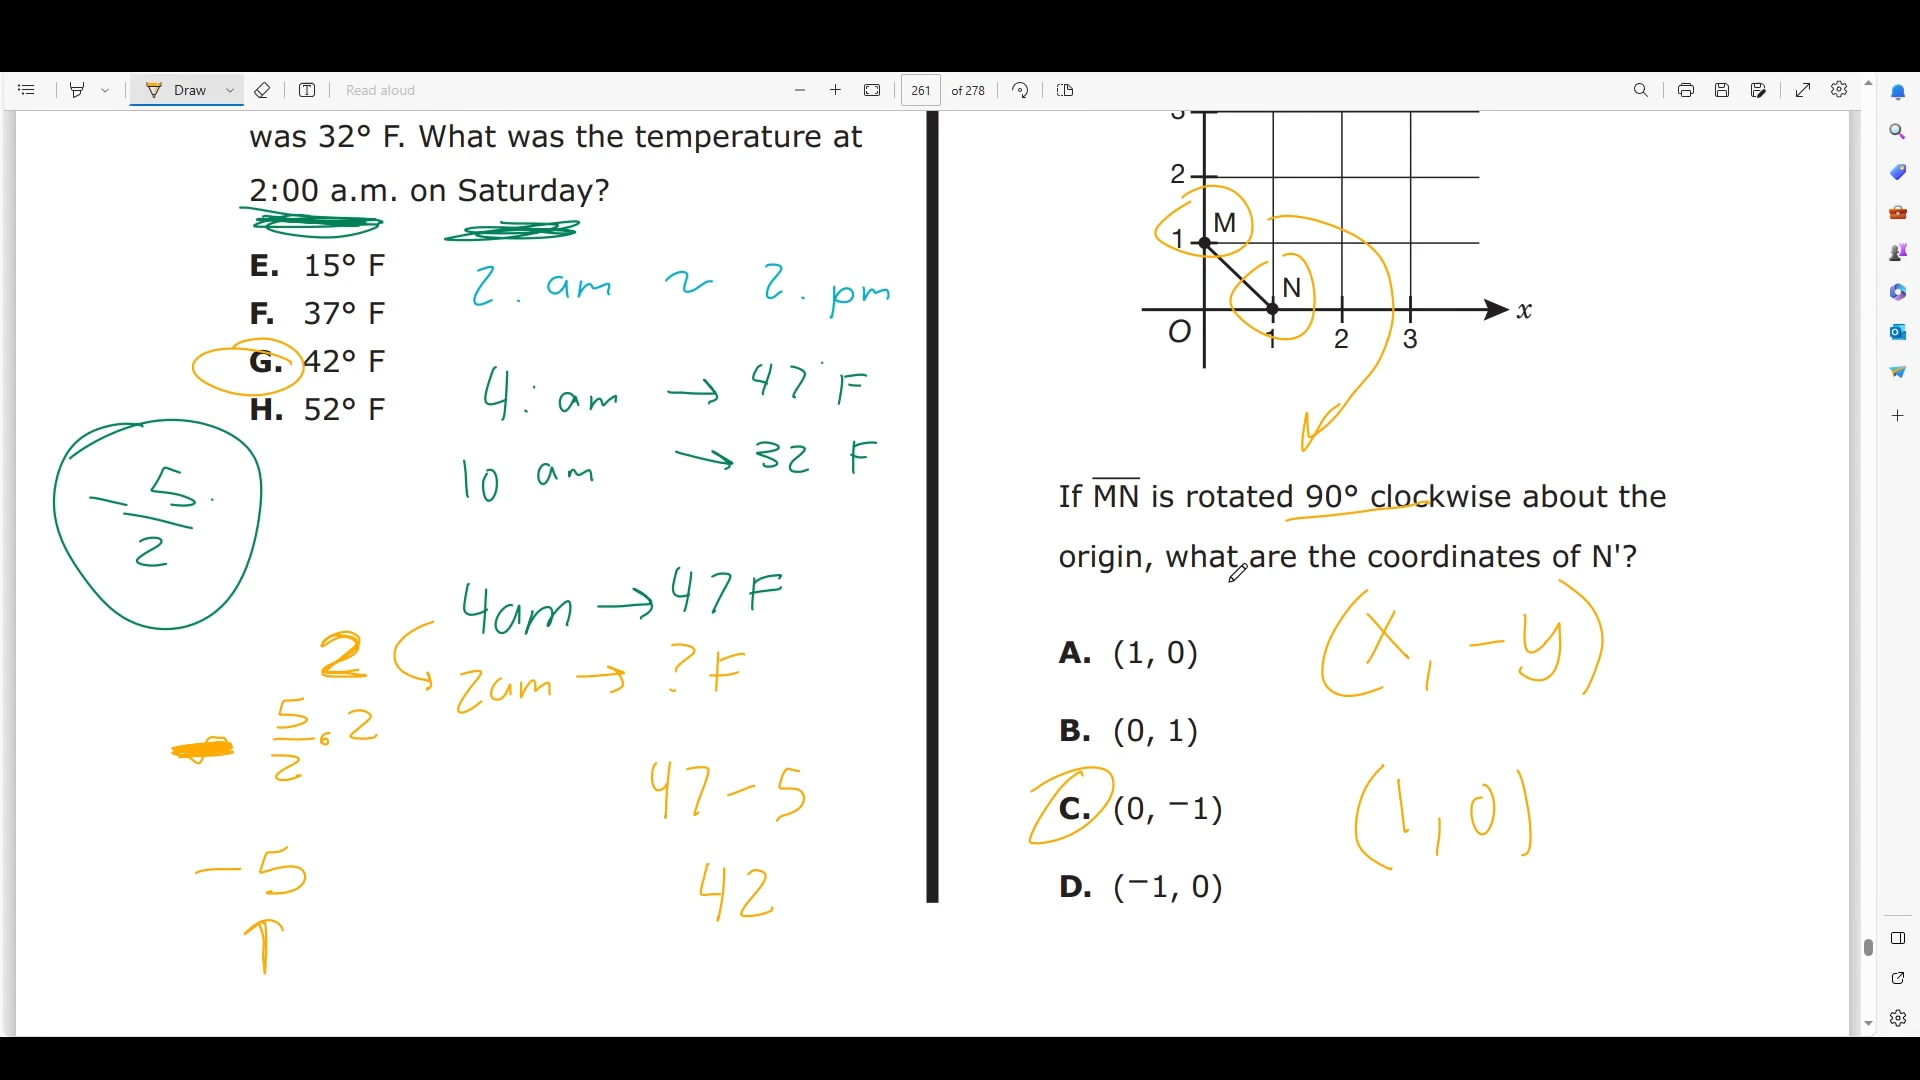 Draw
Read aloud
261 of 278
was 32° F. What was the temperature at
2:00 a.m. on Saturday?
E. 15° F
F. 37° F
G. 42° F
H. 52° F
2. am ~ 2. pm
4: am → 47° F
10 am → 32 F
-5
2
4am → 47 F
2
2am → ? F
5/2 . 2
47 - 5
- 5
42
2
M
1
N
O
1 2 3
x
If MN is rotated 90° clockwise about the
origin, what are the coordinates of N'?
(x, -y)
A. (1, 0)
B. (0, 1)
C. (0, ⁻1)
(1, 0)
D. (⁻1, 0)